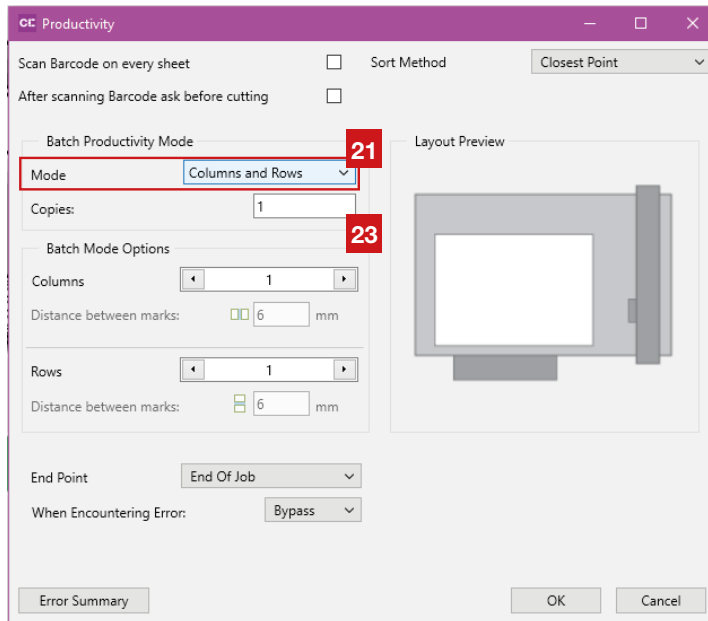 CC Productivity
Scan Barcode on every sheet
Sort Method
Closest Point
After scanning Barcode ask before cutting
Batch Productivity Mode
21
Mode
Columns and Rows
Copies:
1
23
Batch Mode Options
Columns
1
Distance between marks:
6
mm
Rows
1
Distance between marks:
6
mm
Layout Preview
End Point
End Of Job
When Encountering Error:
Bypass
Error Summary
OK
Cancel